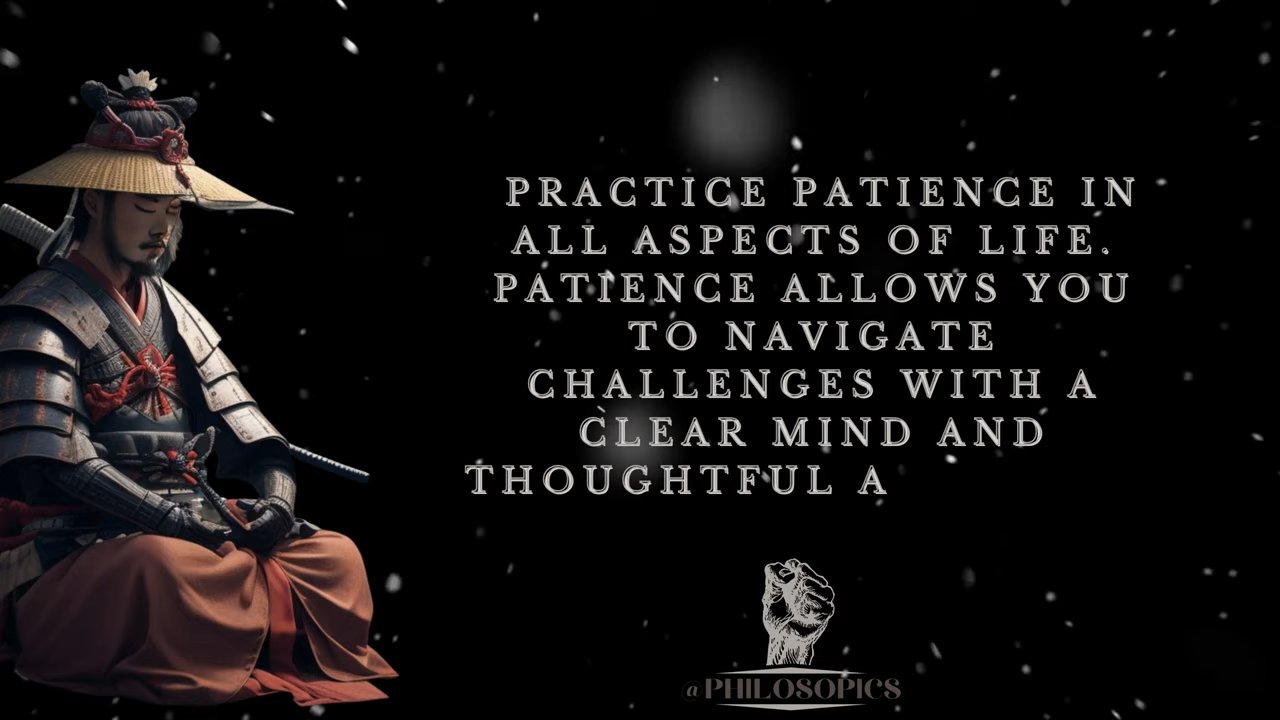 PRACTICE PATIENCE IN
ALL ASPECTS OF LIFE.
PATIENCE ALLOWS YOU
TO NAVIGATE
CHALLENGES WITH A
CLEAR MIND AND
THOUGHTFUL A
@PHILOSOPICS